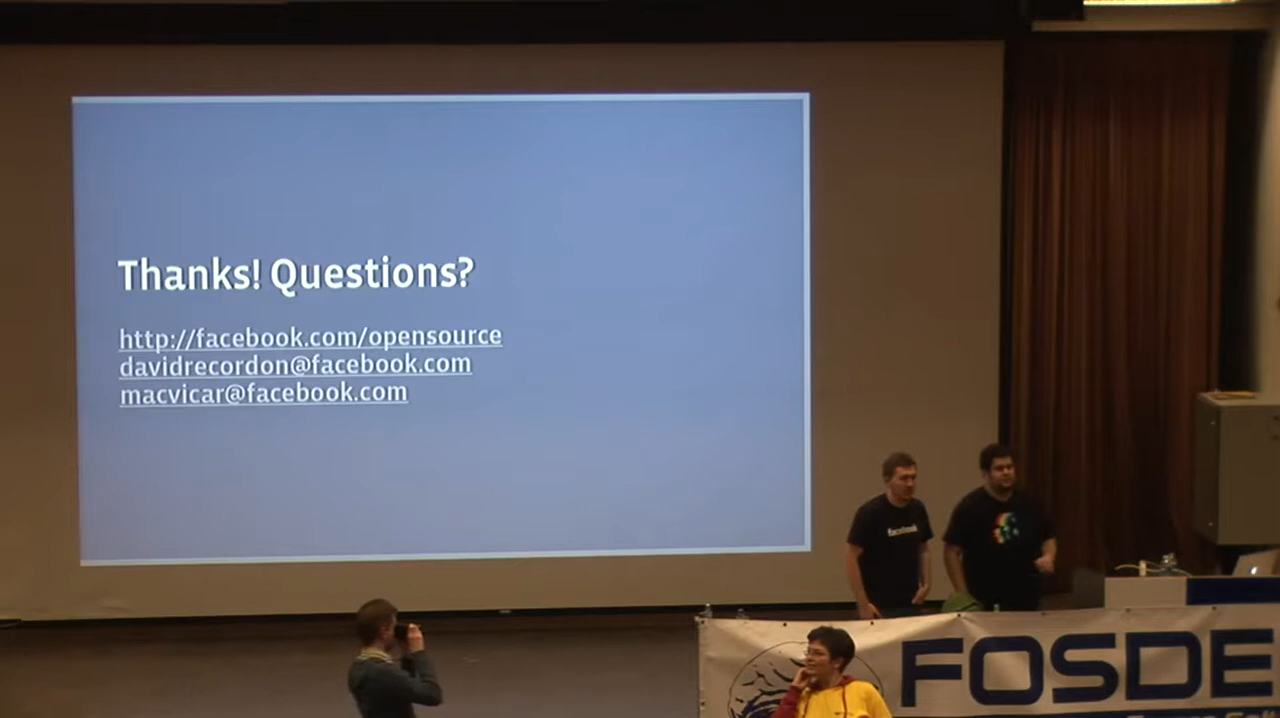 Thanks! Questions?
http://facebook.com/opensource
davidrecordon@facebook.com
macvicar@facebook.com
facebook
FOSDE